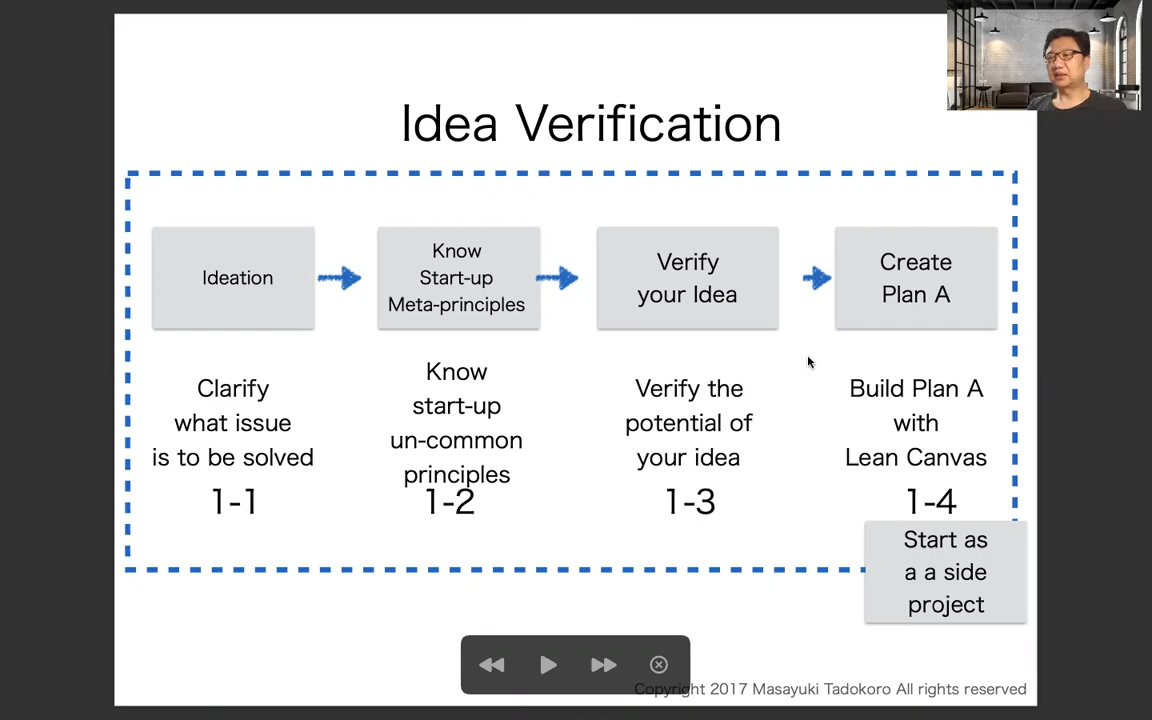 Idea Verification
Ideation
Know
Start-up
Meta-principles
Verify
your Idea
Create
Plan A
Clarify
what issue
is to be solved
1-1
Know
start-up
un-common
principles
1-2
Verify the
potential of
your idea
1-3
Build Plan A
with
Lean Canvas
1-4
Start as
a a side
project
Copyright 2017 Masayuki Tadokoro All rights reserved